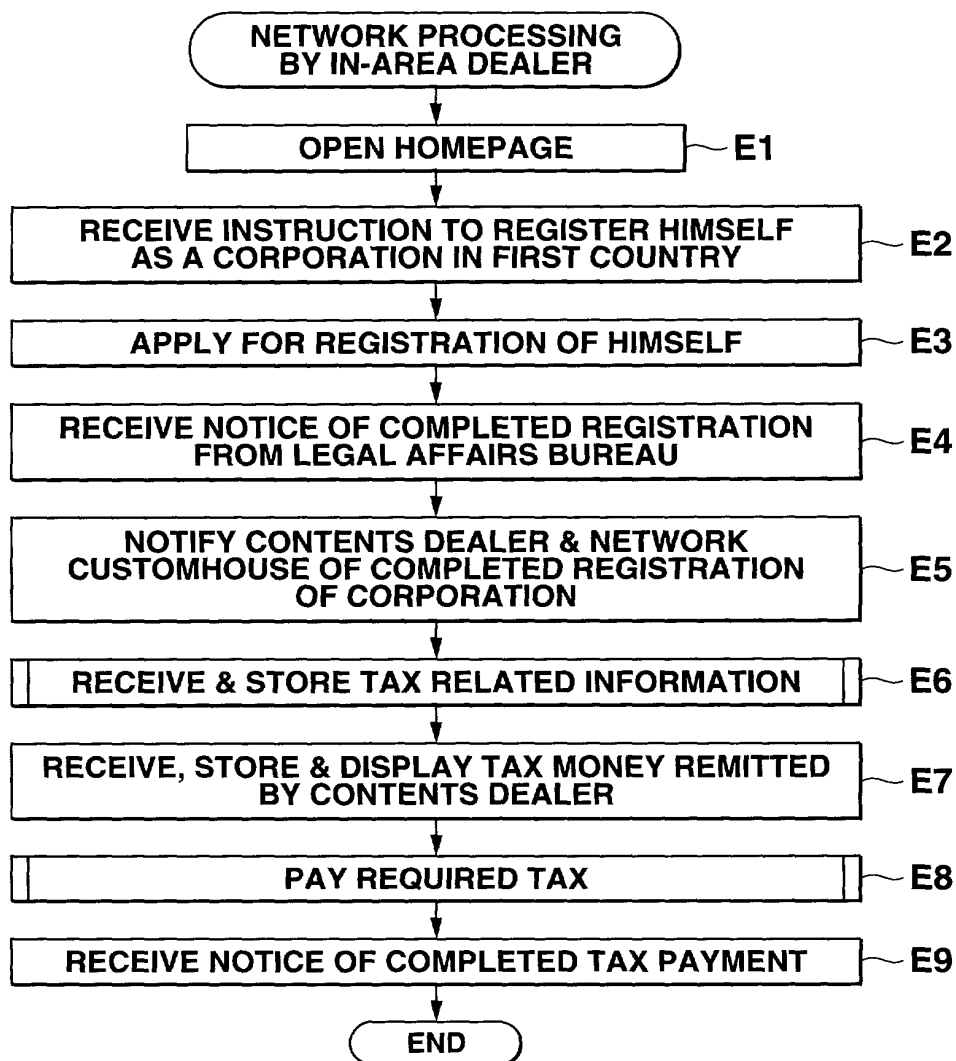 NETWORK PROCESSING
BY IN-AREA DEALER
OPEN HOMEPAGE
E1
RECEIVE INSTRUCTION TO REGISTER HIMSELF
AS A CORPORATION IN FIRST COUNTRY
E2
APPLY FOR REGISTRATION OF HIMSELF
E3
RECEIVE NOTICE OF COMPLETED REGISTRATION
FROM LEGAL AFFAIRS BUREAU
E4
NOTIFY CONTENTS DEALER & NETWORK
CUSTOMHOUSE OF COMPLETED REGISTRATION
OF CORPORATION
E5
RECEIVE & STORE TAX RELATED INFORMATION
E6
RECEIVE, STORE & DISPLAY TAX MONEY REMITTED
BY CONTENTS DEALER
E7
PAY REQUIRED TAX
E8
RECEIVE NOTICE OF COMPLETED TAX PAYMENT
E9
END